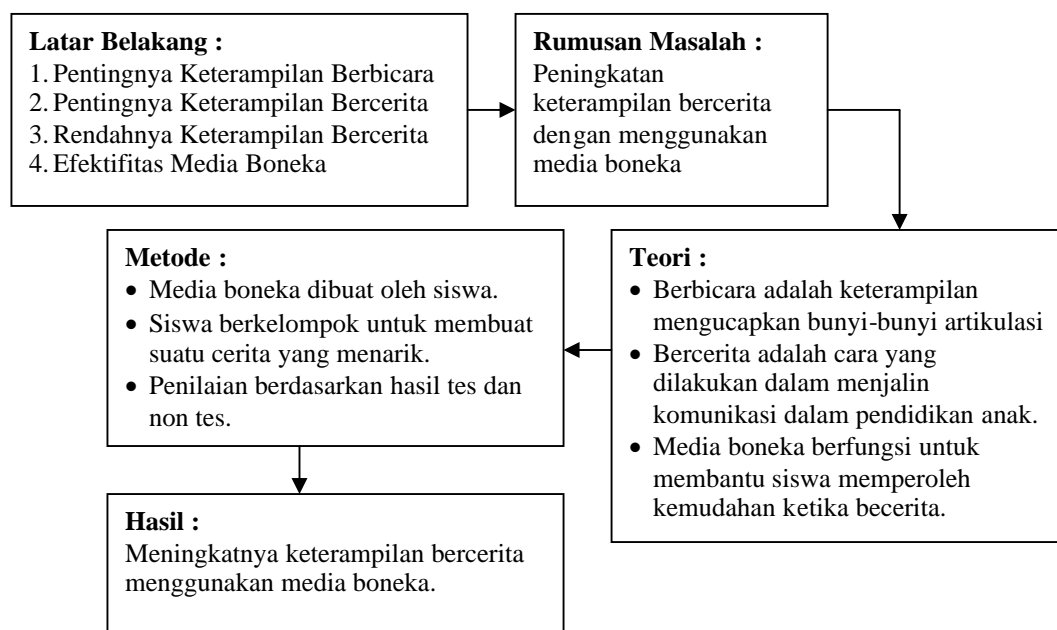 Latar Belakang :
1. Pentingnya Keterampilan Berbicara
2. Pentingnya Keterampilan Bercerita
3. Rendahnya Keterampilan Bercerita
4. Efektifitas Media Boneka
Rumusan Masalah :
Peningkatan
keterampilan bercerita
dengan menggunakan
media boneka
Teori :
• Berbicara adalah keterampilan
mengucapkan bunyi-bunyi artikulasi
• Bercerita adalah cara yang
dilakukan dalam menjalin
komunikasi dalam pendidikan anak.
• Media boneka berfungsi untuk
membantu siswa memperoleh
kemudahan ketika becerita.
Metode :
• Media boneka dibuat oleh siswa.
• Siswa berkelompok untuk membuat
suatu cerita yang menarik.
• Penilaian berdasarkan hasil tes dan
non tes.
Hasil :
Meningkatnya keterampilan bercerita
menggunakan media boneka.